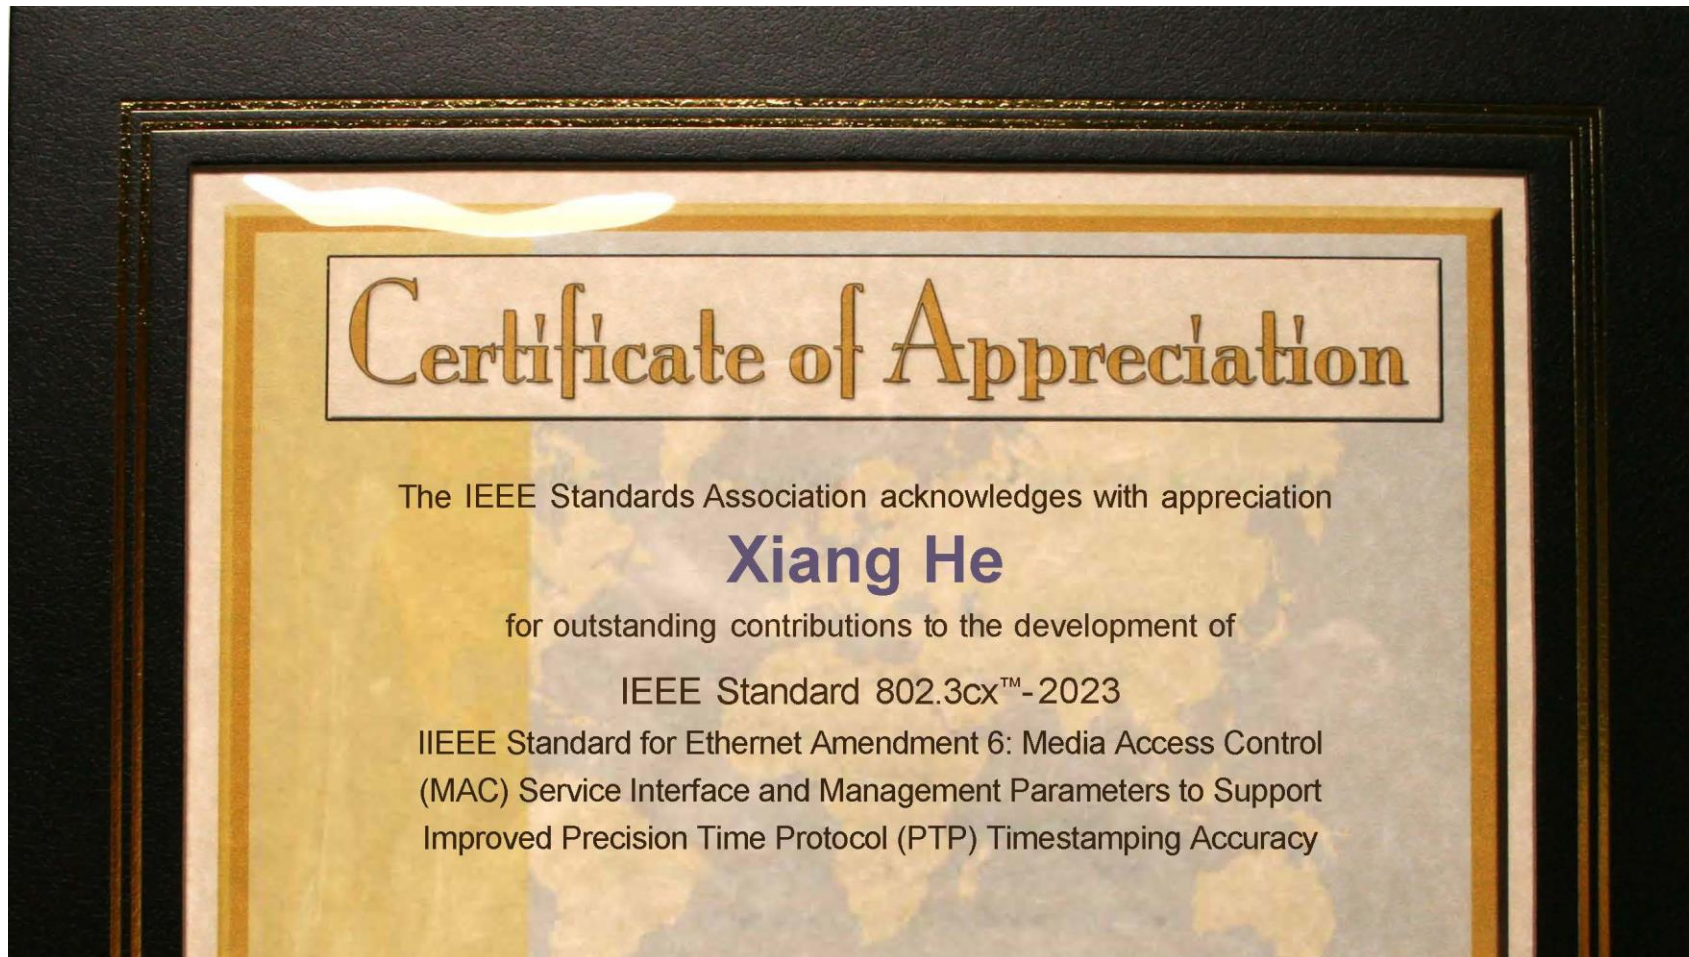 Certificate of Appreciation
The IEEE Standards Association acknowledges with appreciation
Xiang He
for outstanding contributions to the development of
IEEE Standard 802.3cx™-2023
IIEEE Standard for Ethernet Amendment 6: Media Access Control
(MAC) Service Interface and Management Parameters to Support
Improved Precision Time Protocol (PTP) Timestamping Accuracy